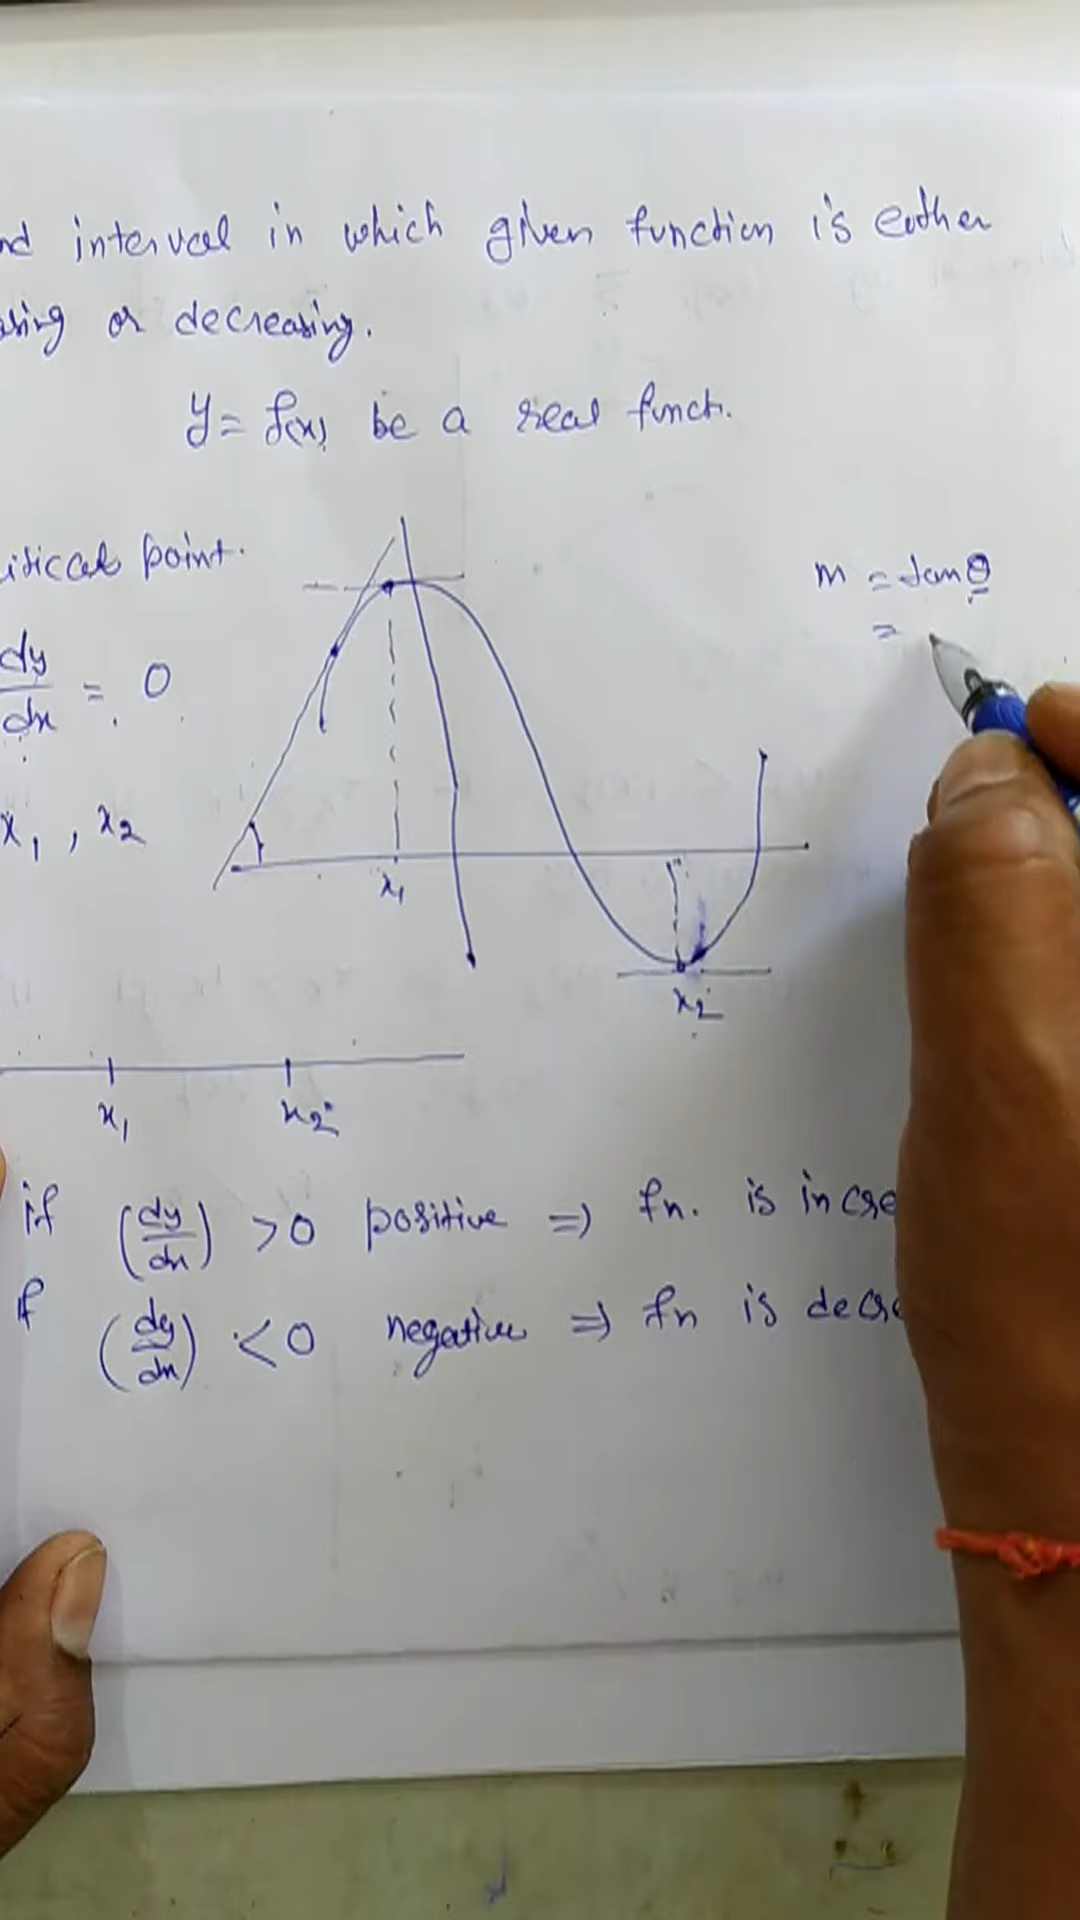 interval in which given function is eother
or decreasing.
y = f(x) be a real funct.
point.
dy/dx = 0
x1, x2
m = tan θ
=
x1
x2
x1
x2
if (dy/dx) > 0 positive ⇒ fn. is incre
if (dy/dx) < 0 negative ⇒ fn is decre